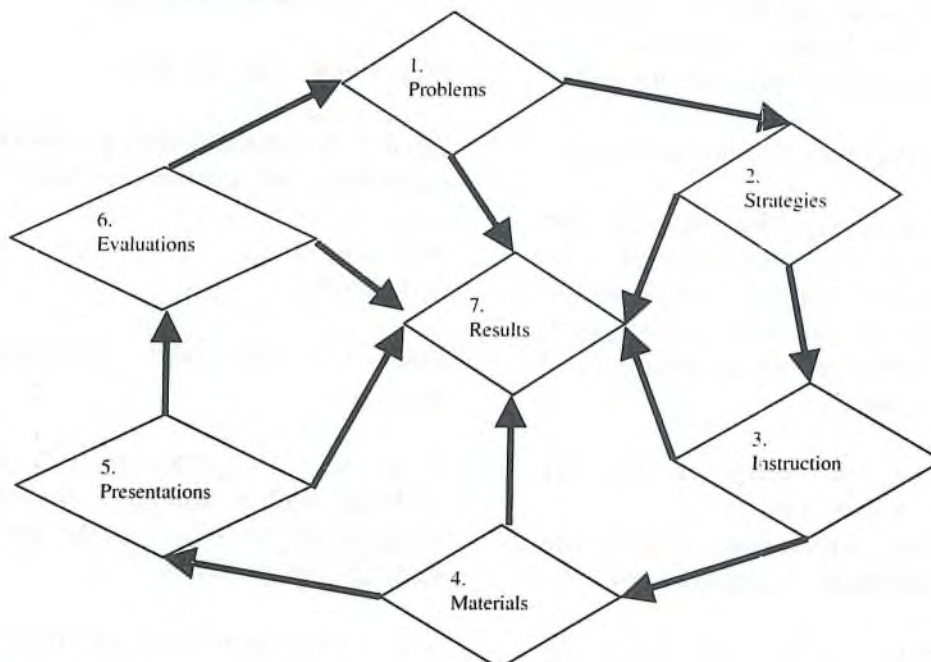 1.
Problems
2.
Strategies
3.
Instruction
4.
Materials
5.
Presentations
6.
Evaluations
7.
Results